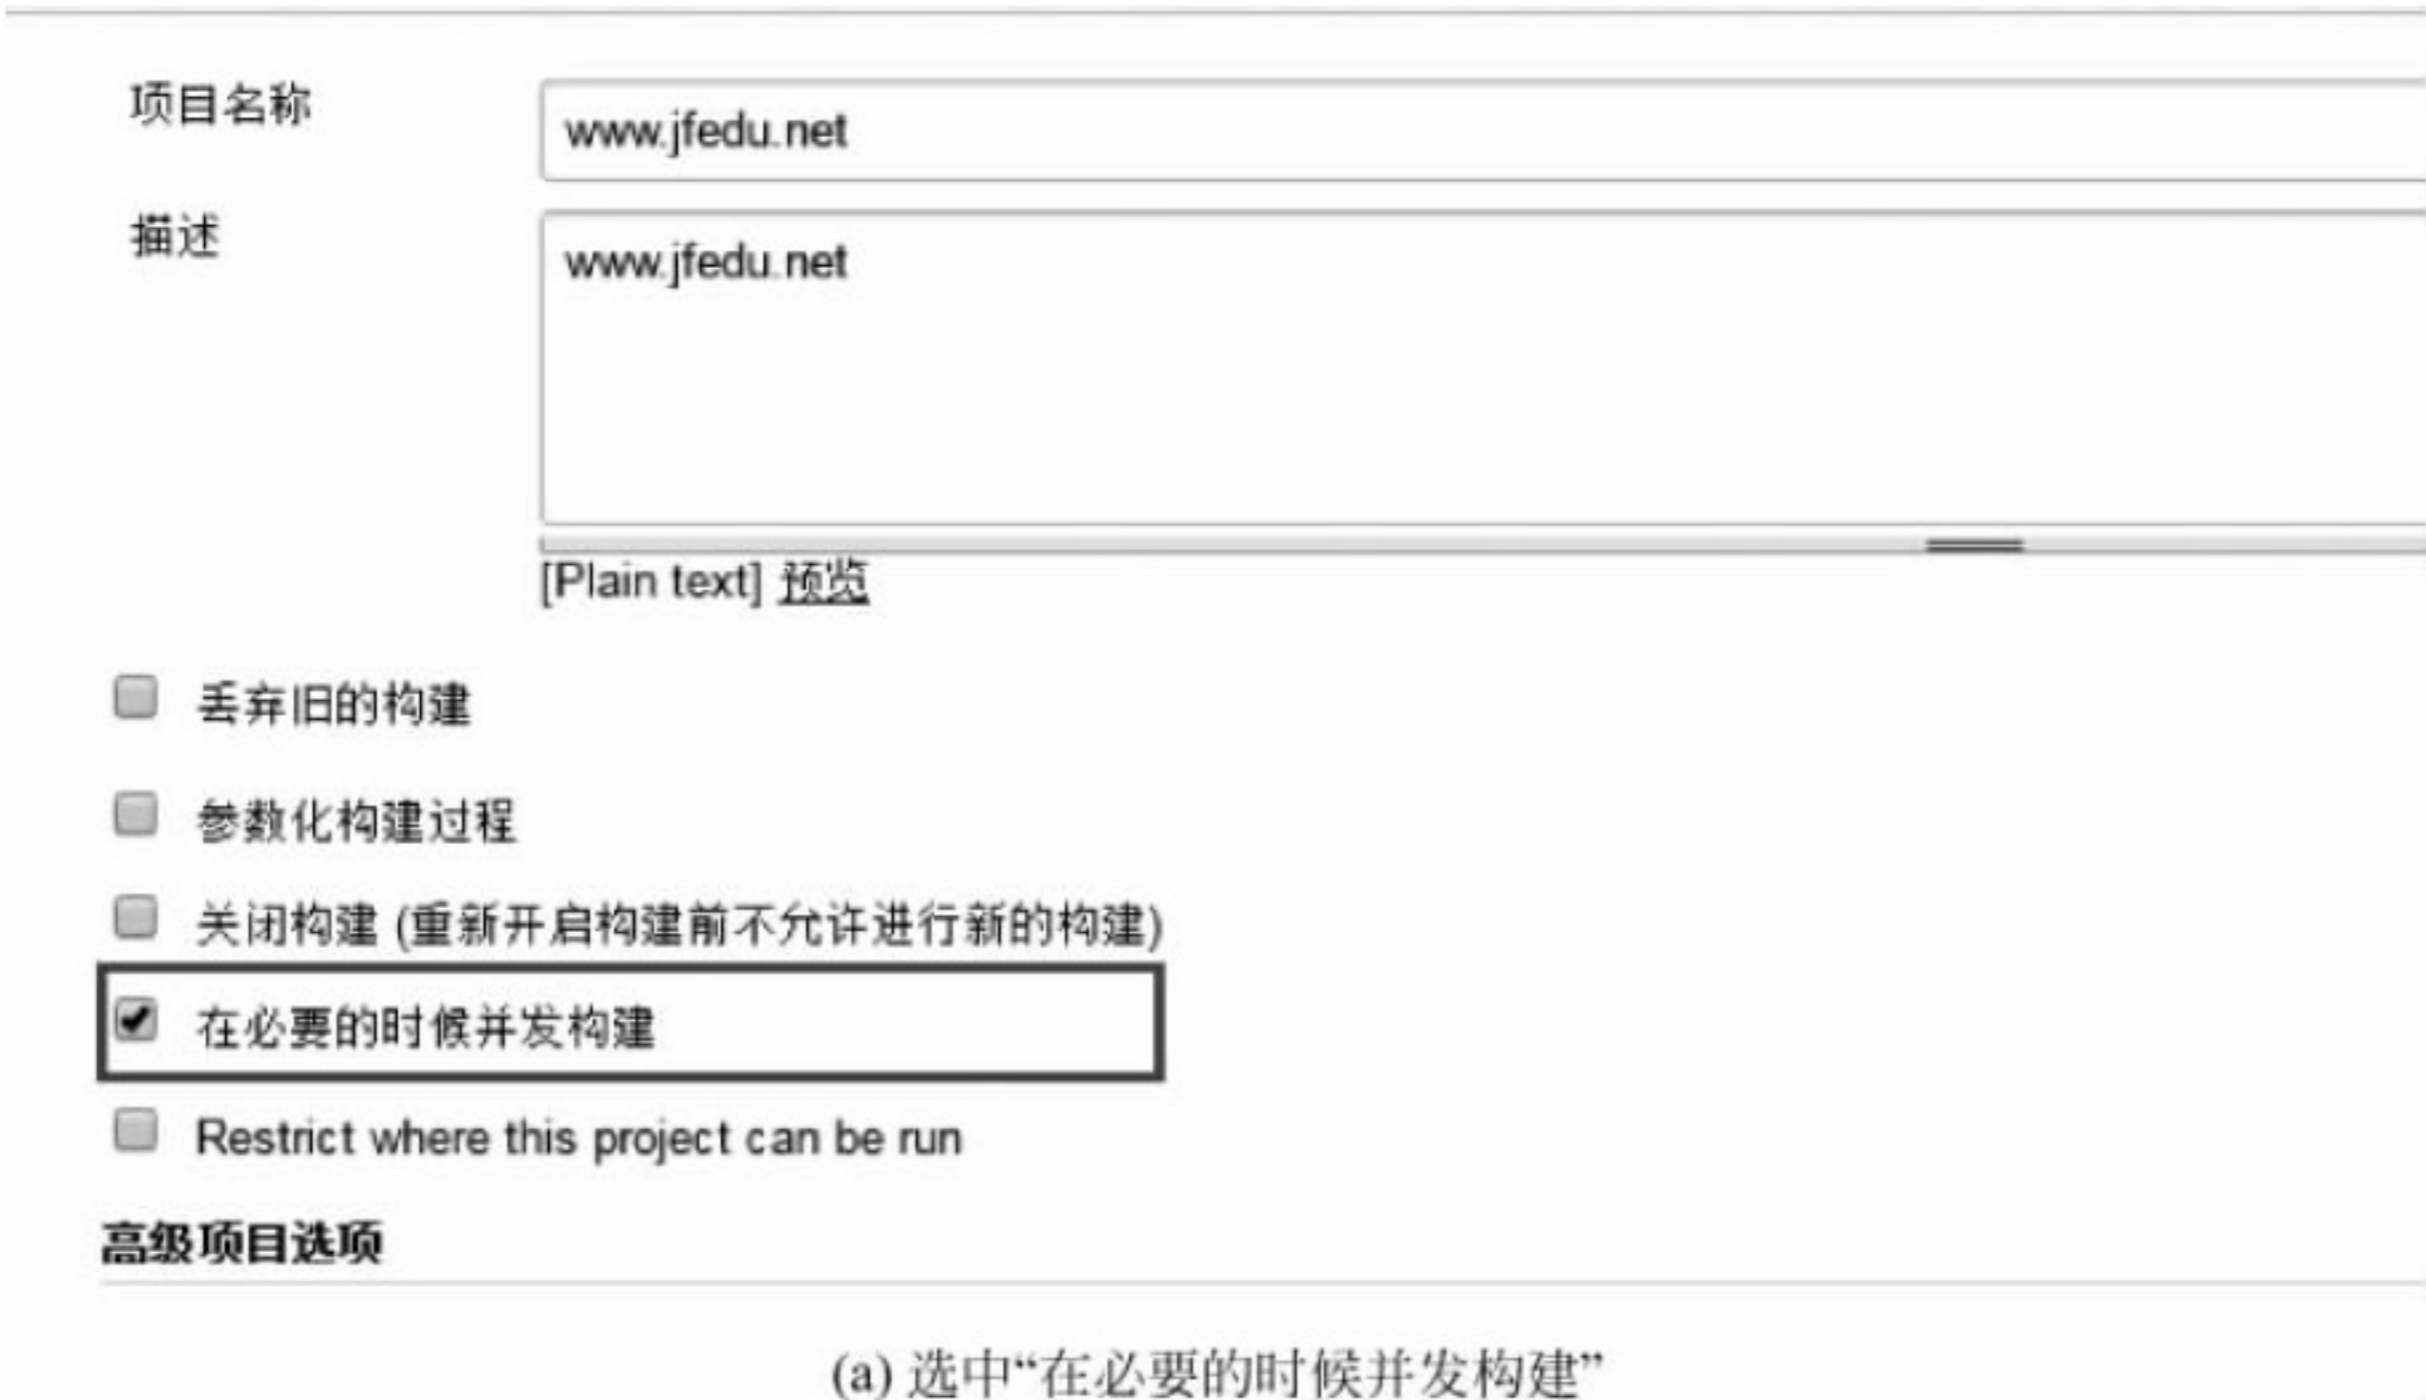 项目名称
www.jfedu.net
描述
www.jfedu.net
[Plain text] 预览
丢弃旧的构建
参数化构建过程
关闭构建 (重新开启构建前不允许进行新的构建)
在必要的时候并发构建
Restrict where this project can be run
高级项目选项
(a) 选中“在必要的时候并发构建”